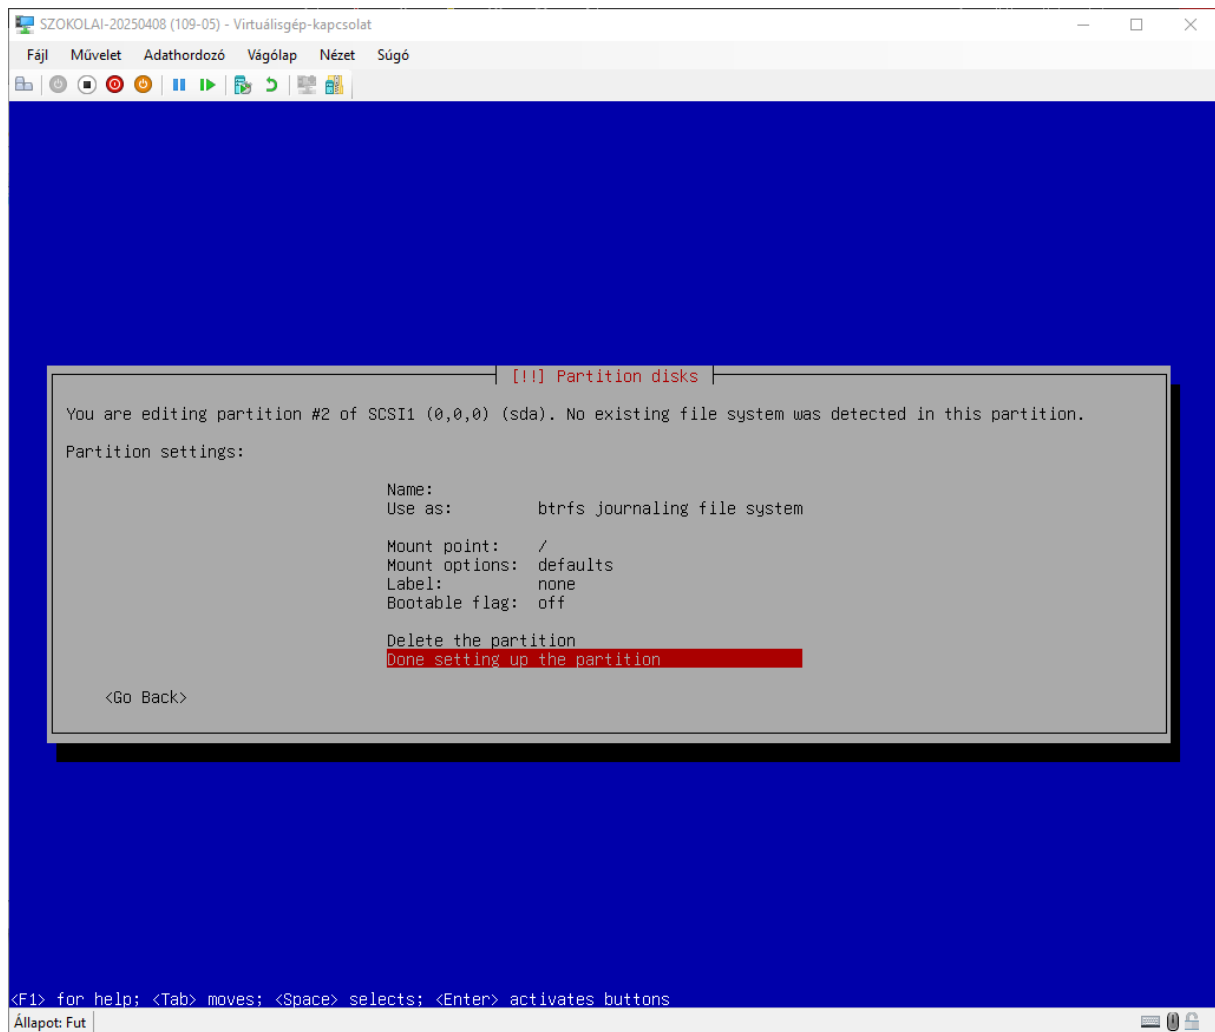 SZOKOLAI-20250408 (109-05) - Virtuálisgép-kapcsolat
Fájl Művelet Adathordozó Vágólap Nézet Súgó
[!!] Partition disks
You are editing partition #2 of SCSI1 (0,0,0) (sda). No existing file system was detected in this partition.
Partition settings:
Name:
Use as: btrfs journaling file system
Mount point: /
Mount options: defaults
Label: none
Bootable flag: off
Delete the partition
Done setting up the partition
<Go Back>
<F1> for help; <Tab> moves; <Space> selects; <Enter> activates buttons
Állapot: Fut